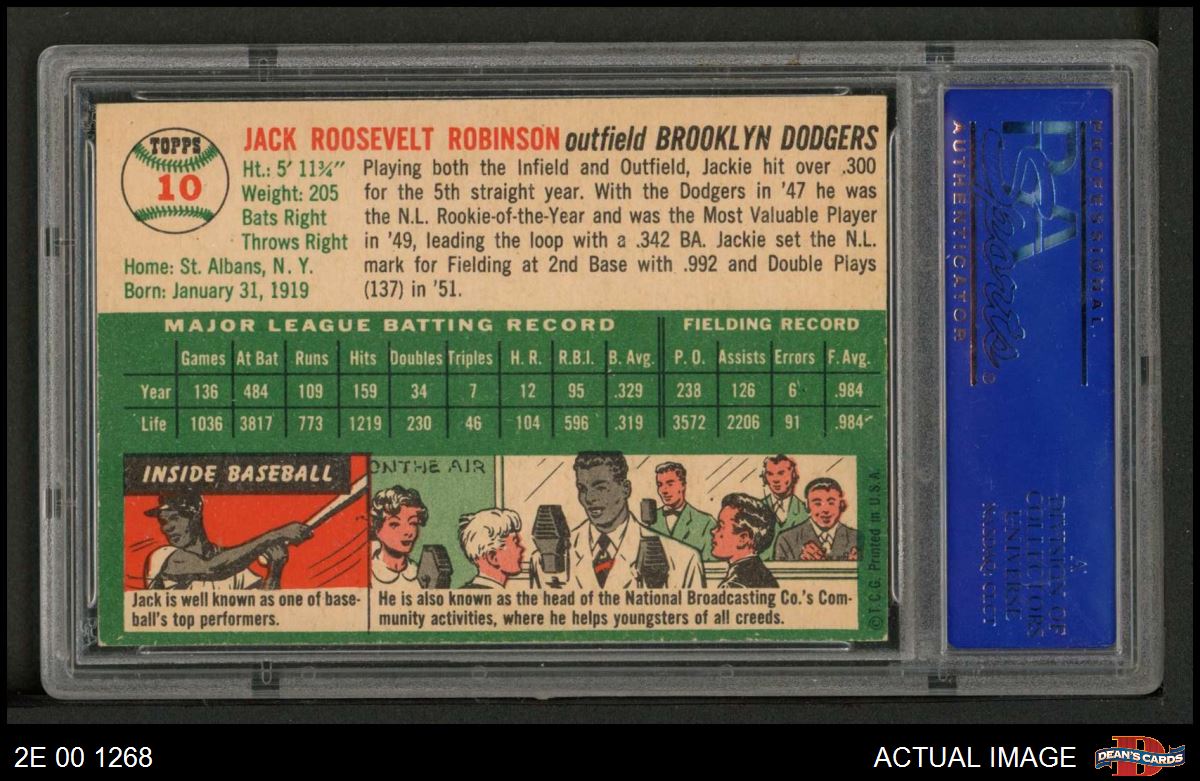 TOPPS
10
JACK ROOSEVELT ROBINSON outfield BROOKLYN DODGERS
Ht.: 5' 11¾"
Weight: 205
Bats Right
Throws Right
Home: St. Albans, N. Y.
Born: January 31, 1919
Playing both the Infield and Outfield, Jackie hit over .300
for the 5th straight year. With the Dodgers in '47 he was
the N.L. Rookie-of-the-Year and was the Most Valuable Player
in '49, leading the loop with a .342 BA. Jackie set the N.L.
mark for Fielding at 2nd Base with .992 and Double Plays
(137) in '51.
MAJOR LEAGUE BATTING RECORD FIELDING RECORD
Games At Bat Runs Hits Doubles Triples H. R. R.B.I. B. Avg. P. O. Assists Errors F. Avg.
Year 136 484 109 159 34 7 12 95 .329 238 126 6 .984
Life 1036 3817 773 1219 230 46 104 596 .319 3572 2206 91 .984
INSIDE BASEBALL
ON THE AIR
Jack is well known as one of base-
ball's top performers.
He is also known as the head of the National Broadcasting Co.'s Com-
munity activities, where he helps youngsters of all creeds.
© T. C. G. Printed in U.S.A.
PSA
PROFESSIONAL
Sports
AUTHENTICATOR
A
DIVISION OF
COLLECTORS
UNIVERSE
NASDAQ: CLCT
2E 00 1268
ACTUAL IMAGE
D
DEAN'S CARDS